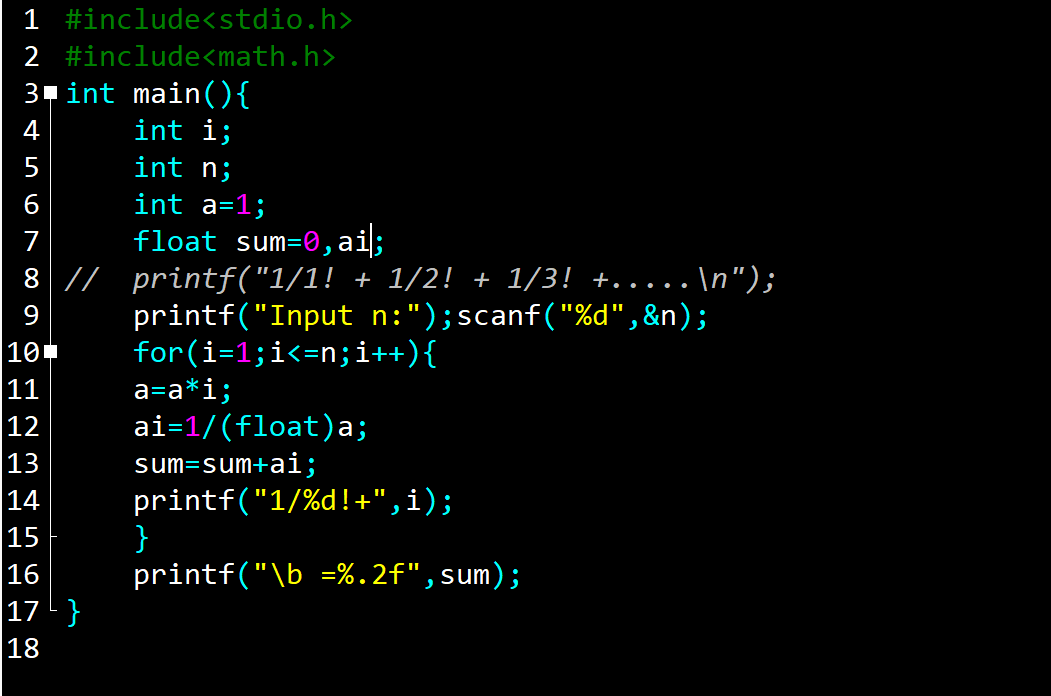 1 #include<stdio.h>
2 #include<math.h>
3 int main(){
4     int i;
5     int n;
6     int a=1;
7     float sum=0,ai;
8 //  printf("1/1! + 1/2! + 1/3! +.....\n");
9     printf("Input n:");scanf("%d",&n);
10     for(i=1;i<=n;i++){
11     a=a*i;
12     ai=1/(float)a;
13     sum=sum+ai;
14     printf("1/%d!+",i);
15     }
16     printf("\b =%.2f",sum);
17 }
18